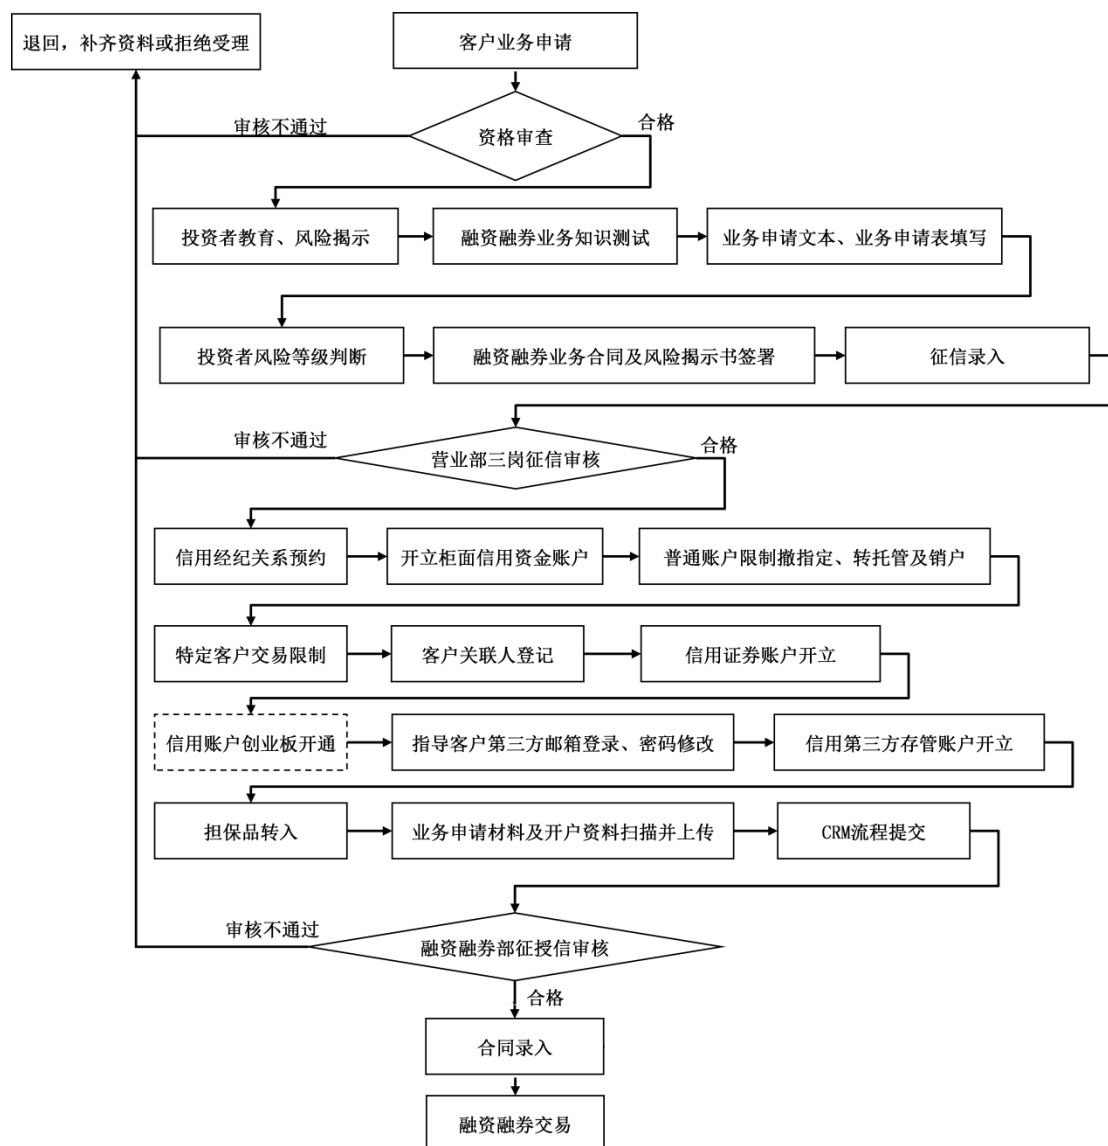 退回，补齐资料或拒绝受理
客户业务申请
审核不通过
资格审查
合格
投资者教育、风险揭示
融资融券业务知识测试
业务申请文本、业务申请表填写
投资者风险等级判断
融资融券业务合同及风险揭示书签署
征信录入
审核不通过
营业部三岗征信审核
合格
信用经纪关系预约
开立柜面信用资金账户
普通账户限制撤指定、转托管及销户
特定客户交易限制
客户关联人登记
信用证券账户开立
信用账户创业板开通
指导客户第三方邮箱登录、密码修改
信用第三方存管账户开立
担保品转入
业务申请材料及开户资料扫描并上传
CRM流程提交
审核不通过
融资融券部征授信审核
合格
合同录入
融资融券交易